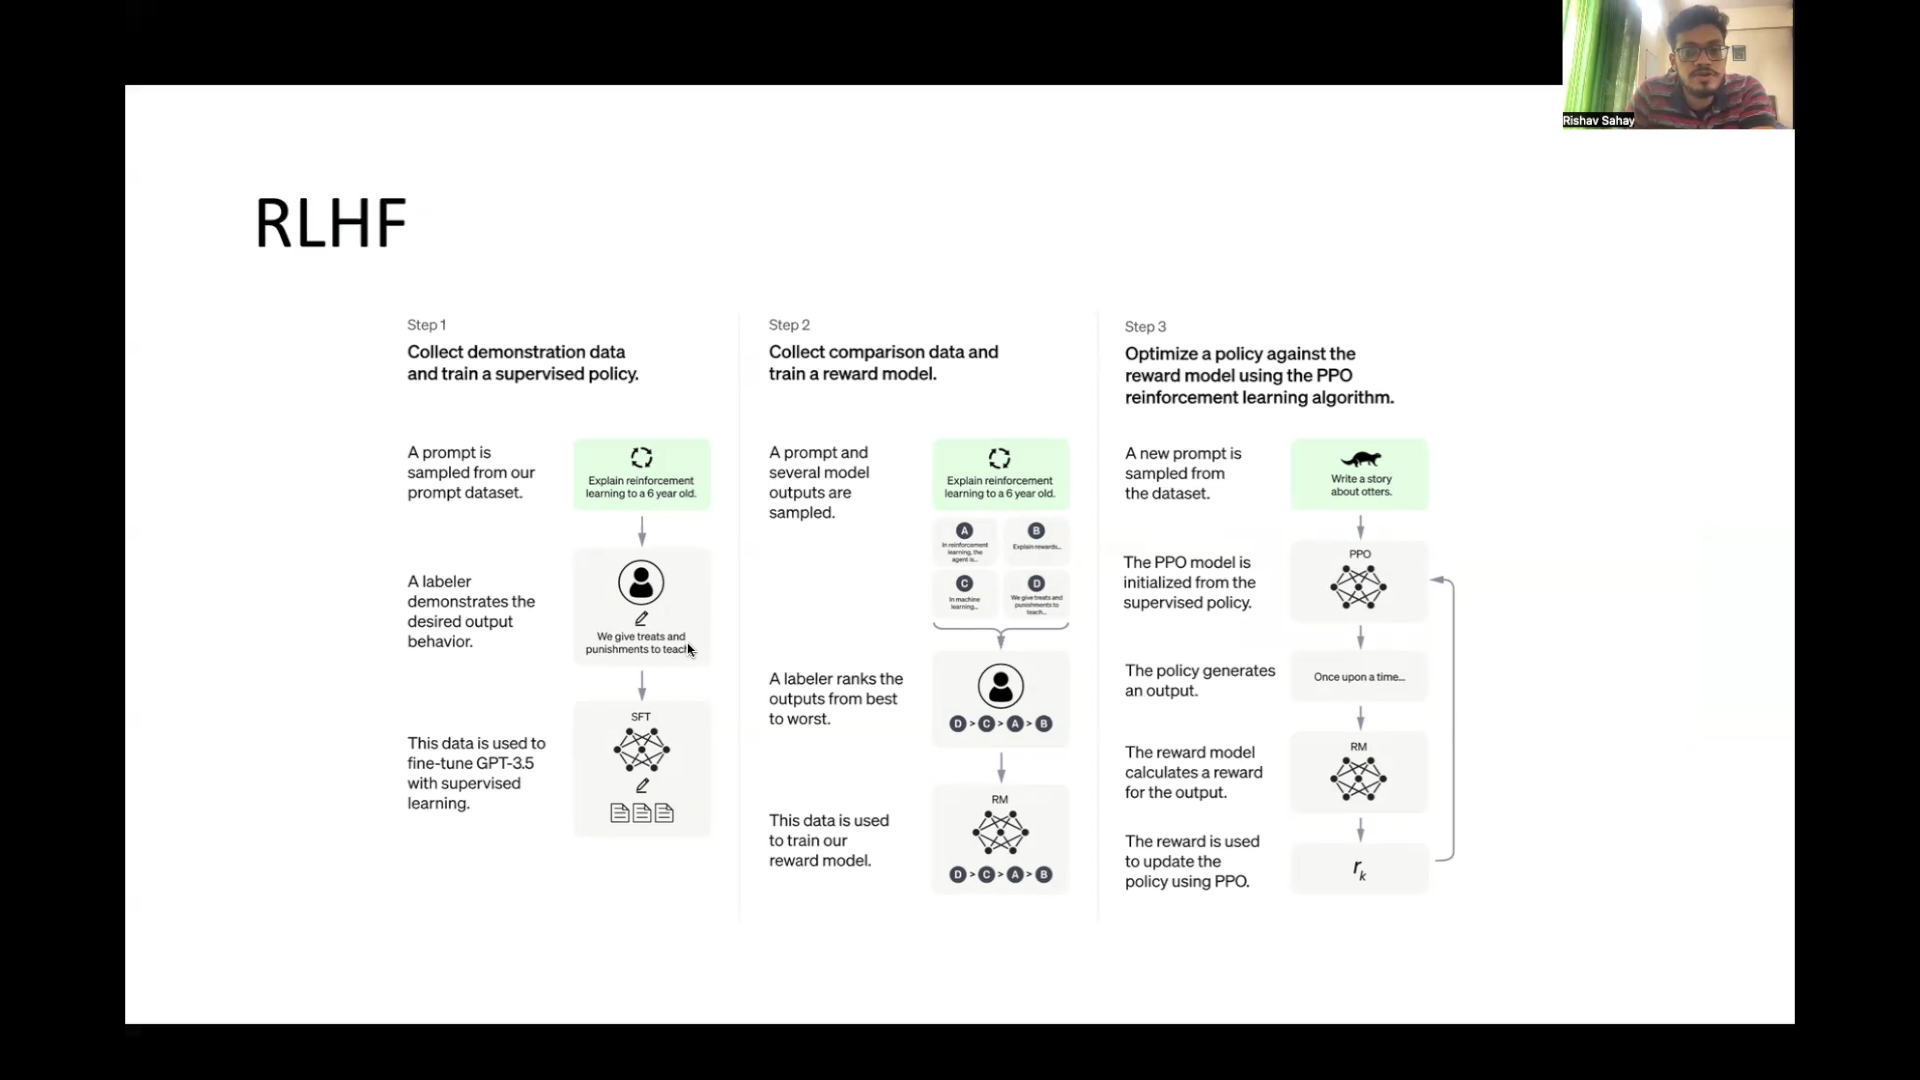 Rishav Sahay
RLHF
Step 1
Collect demonstration data
and train a supervised policy.
A prompt is
sampled from our
prompt dataset.
Explain reinforcement
learning to a 6 year old.
A labeler
demonstrates the
desired output
behavior.
We give treats and
punishments to teach
This data is used to
fine-tune GPT-3.5
with supervised
learning.
SFT
Step 2
Collect comparison data and
train a reward model.
A prompt and
several model
outputs are
sampled.
Explain reinforcement
learning to a 6 year old.
A
In reinforcement
learning, the
agent is...
B
Explain rewards...
C
In machine
learning...
D
We give treats and
punishments to
teach...
A labeler ranks the
outputs from best
to worst.
D > C > A > B
This data is used
to train our
reward model.
RM
D > C > A > B
Step 3
Optimize a policy against the
reward model using the PPO
reinforcement learning algorithm.
A new prompt is
sampled from
the dataset.
Write a story
about otters.
The PPO model is
initialized from the
supervised policy.
PPO
The policy generates
an output.
Once upon a time...
The reward model
calculates a reward
for the output.
RM
The reward is used
to update the
policy using PPO.
rk